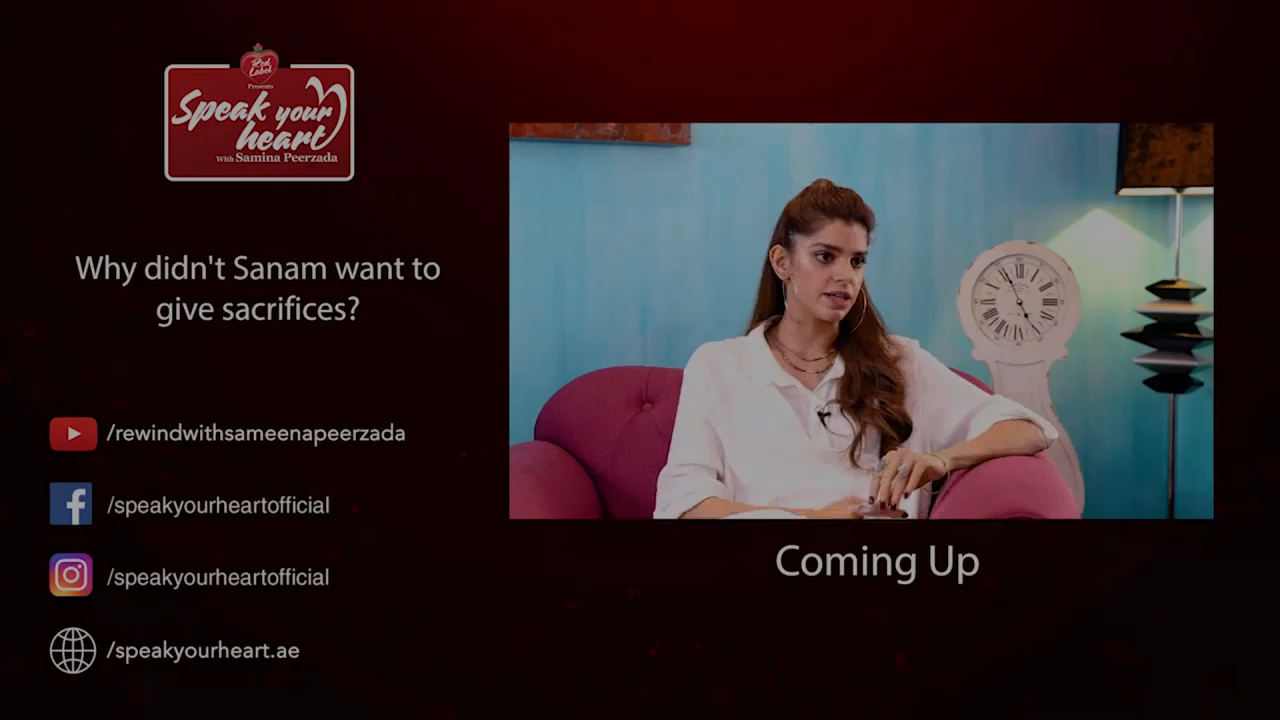 Red
Label
Presents
Speak your
heart
With Samina Peerzada
Why didn't Sanam want to
give sacrifices?
/rewindwithsameenapeerzada
/speakyourheartofficial
/speakyourheartofficial
/speakyourheart.ae
Coming Up